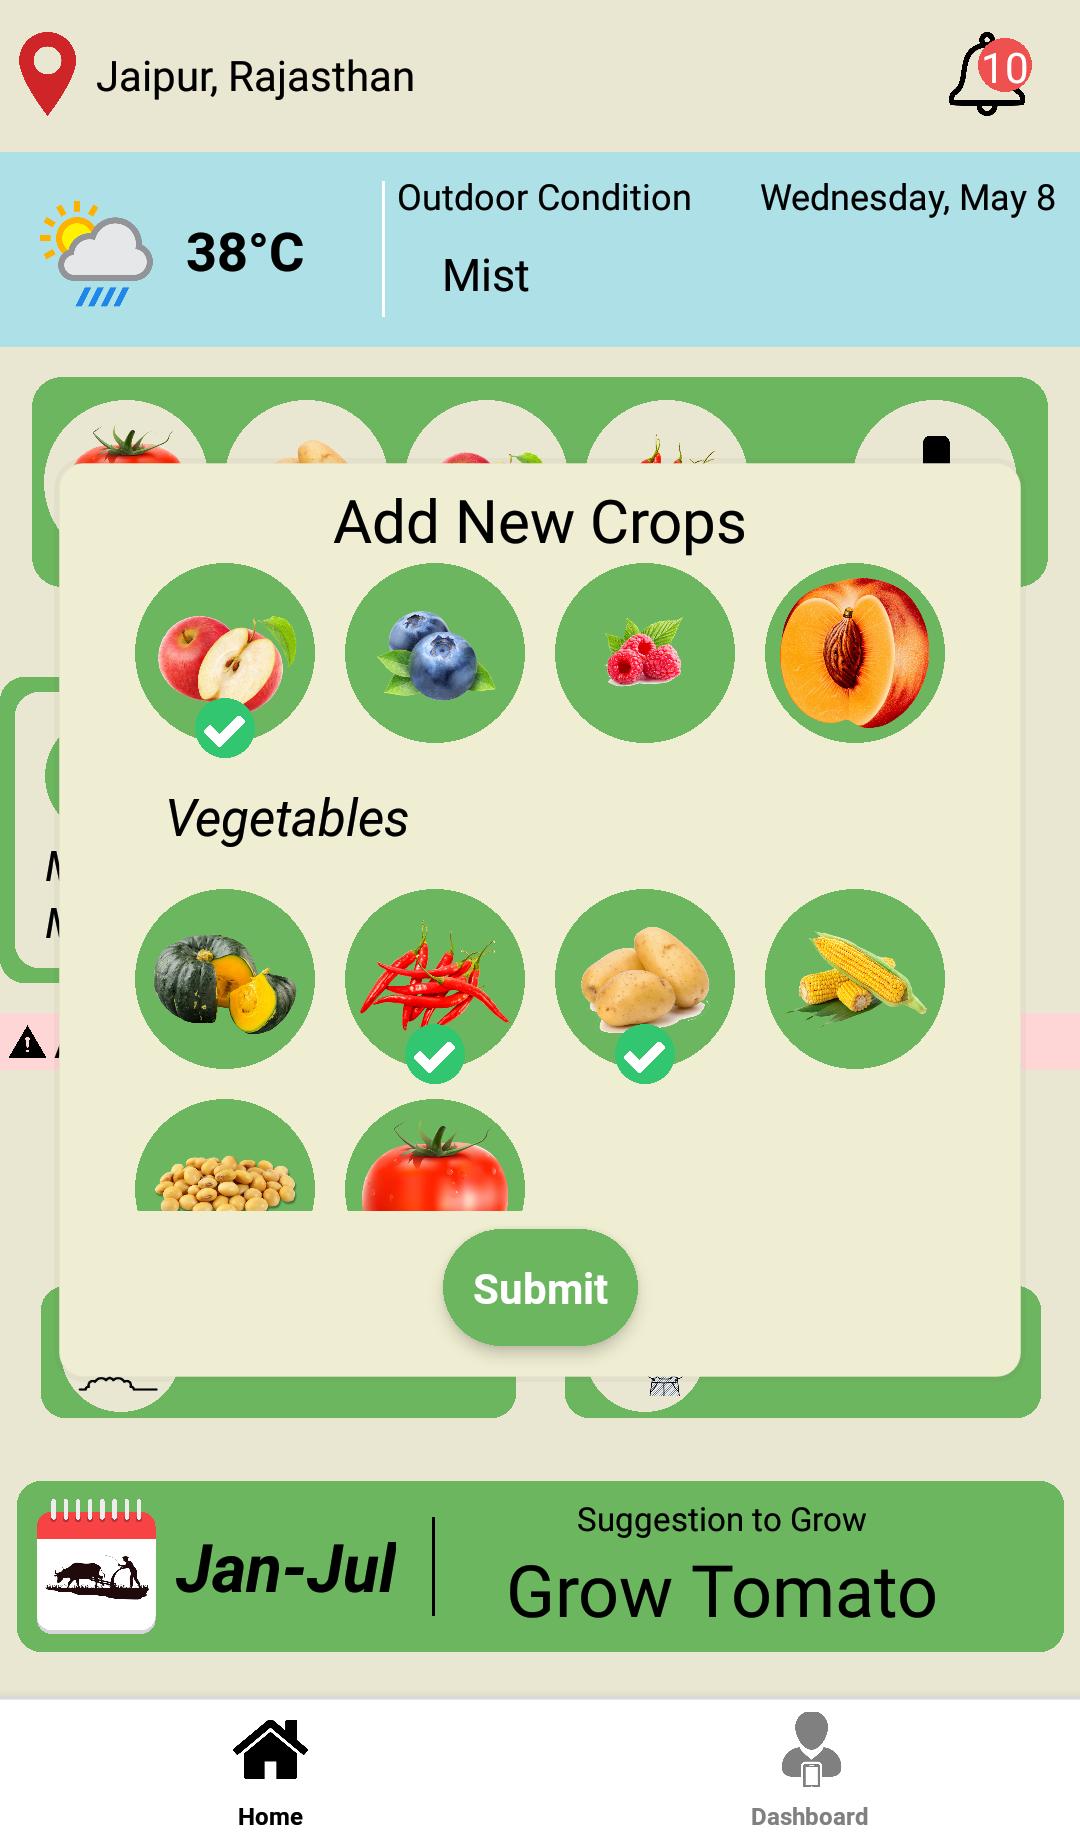 Jaipur, Rajasthan
10
38°C
Outdoor Condition
Wednesday, May 8
Mist
Add New Crops
Vegetables
Submit
Jan-Jul
Suggestion to Grow
Grow Tomato
Home
Dashboard